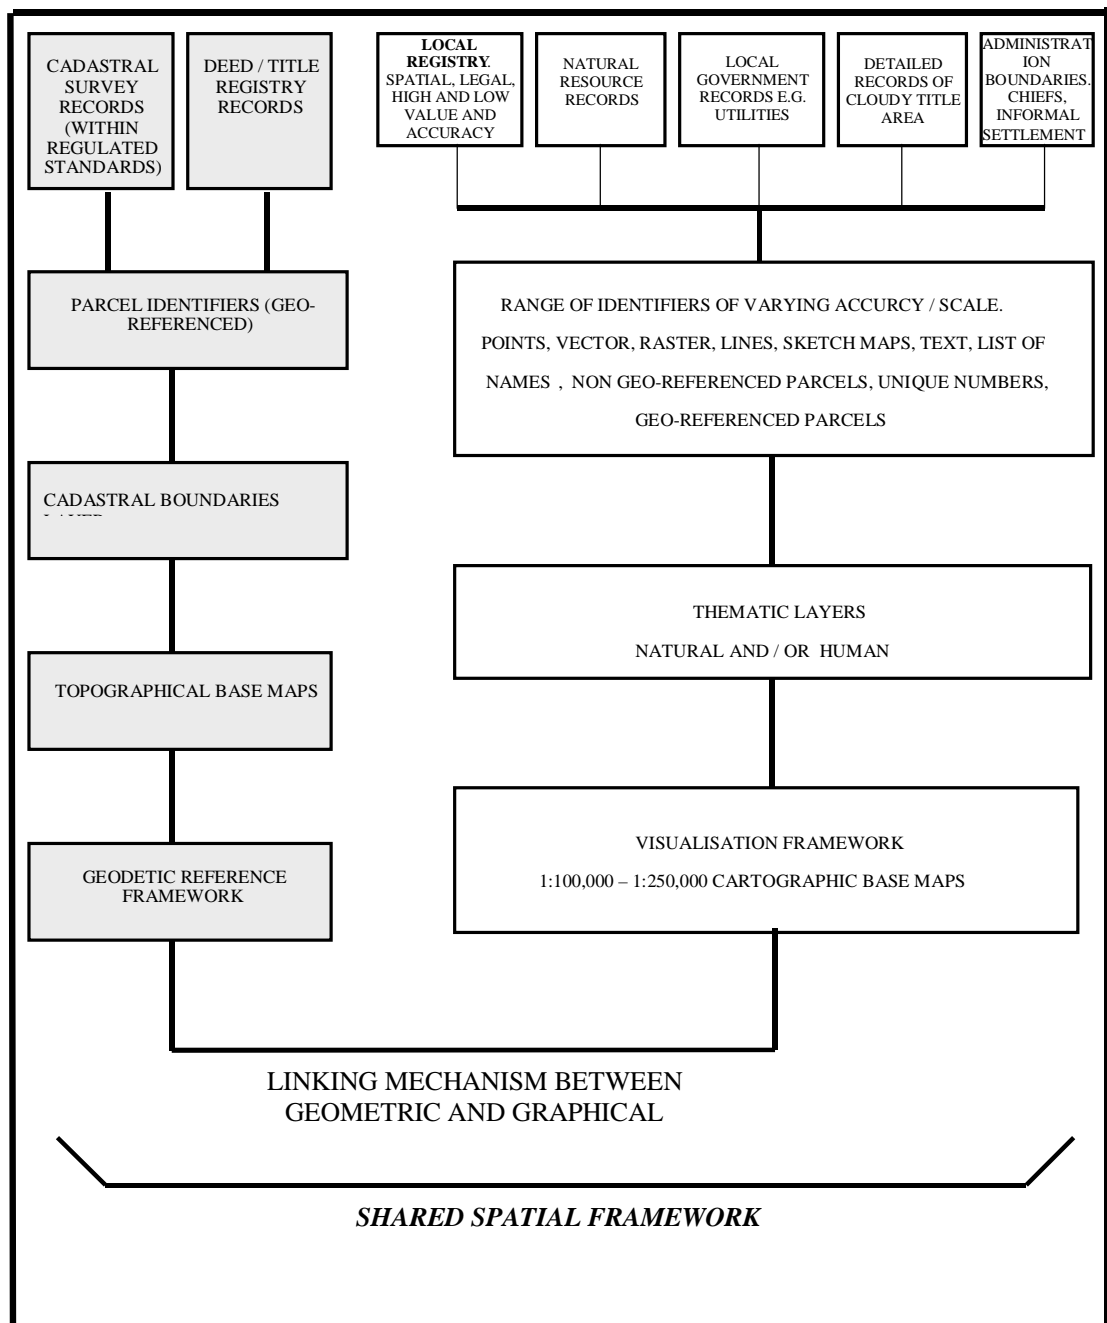 CADASTRAL
SURVEY
RECORDS
(WITHIN
REGULATED
STANDARDS)
DEED / TITLE
REGISTRY
RECORDS
LOCAL
REGISTRY.
SPATIAL, LEGAL,
HIGH AND LOW
VALUE AND
ACCURACY
NATURAL
RESOURCE
RECORDS
LOCAL
GOVERNMENT
RECORDS E.G.
UTILITIES
DETAILED
RECORDS OF
CLOUDY TITLE
AREA
ADMINISTRAT
ION
BOUNDARIES.
CHIEFS,
INFORMAL
SETTLEMENT
PARCEL IDENTIFIERS (GEO-
REFERENCED)
RANGE OF IDENTIFIERS OF VARYING ACCURCY / SCALE.
POINTS, VECTOR, RASTER, LINES, SKETCH MAPS, TEXT, LIST OF
NAMES , NON GEO-REFERENCED PARCELS, UNIQUE NUMBERS,
GEO-REFERENCED PARCELS
CADASTRAL BOUNDARIES
THEMATIC LAYERS
NATURAL AND / OR HUMAN
TOPOGRAPHICAL BASE MAPS
VISUALISATION FRAMEWORK
1:100,000 – 1:250,000 CARTOGRAPHIC BASE MAPS
GEODETIC REFERENCE
FRAMEWORK
LINKING MECHANISM BETWEEN
GEOMETRIC AND GRAPHICAL
SHARED SPATIAL FRAMEWORK